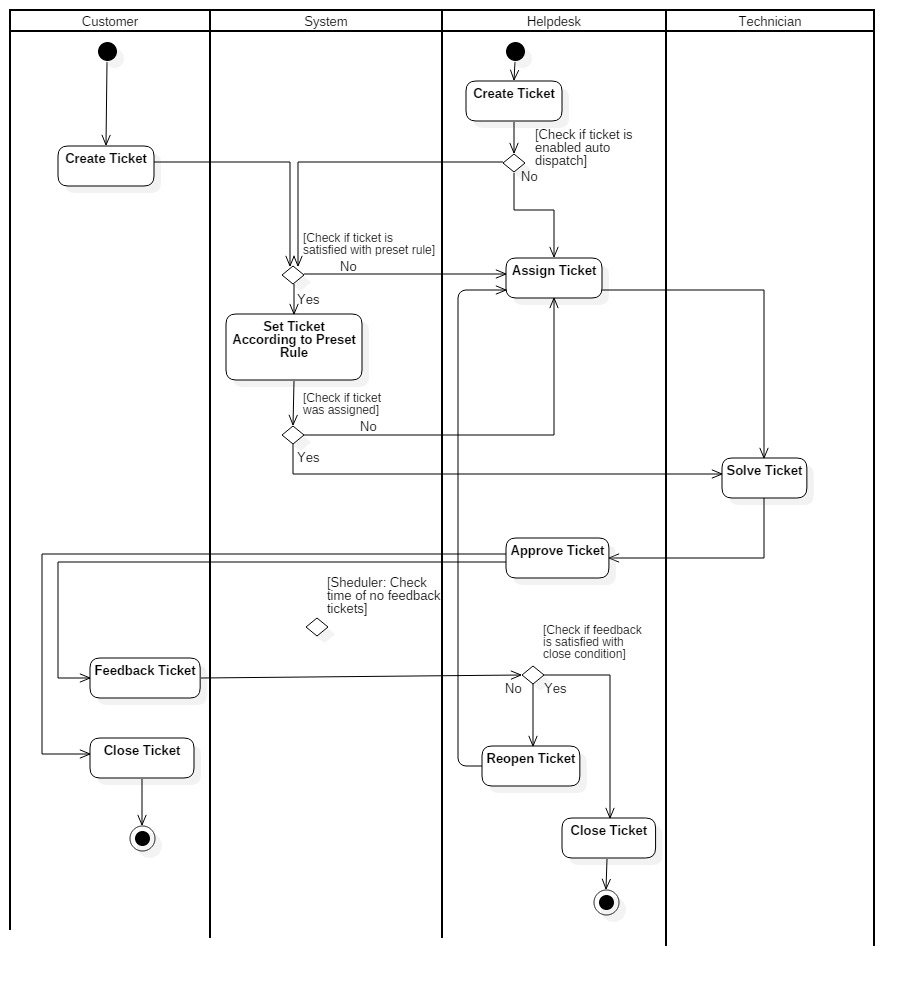 Customer
System
Helpdesk
Technician
Create Ticket
[Check if ticket is
enabled auto
dispatch]
No
Create Ticket
[Check if ticket is
satisfied with preset rule]
No
Yes
Assign Ticket
Set Ticket
According to Preset
Rule
[Check if ticket
was assigned]
No
Yes
Solve Ticket
Approve Ticket
[Sheduler: Check
time of no feedback
tickets]
[Check if feedback
is satisfied with
close condition]
Feedback Ticket
No
Yes
Close Ticket
Reopen Ticket
Close Ticket